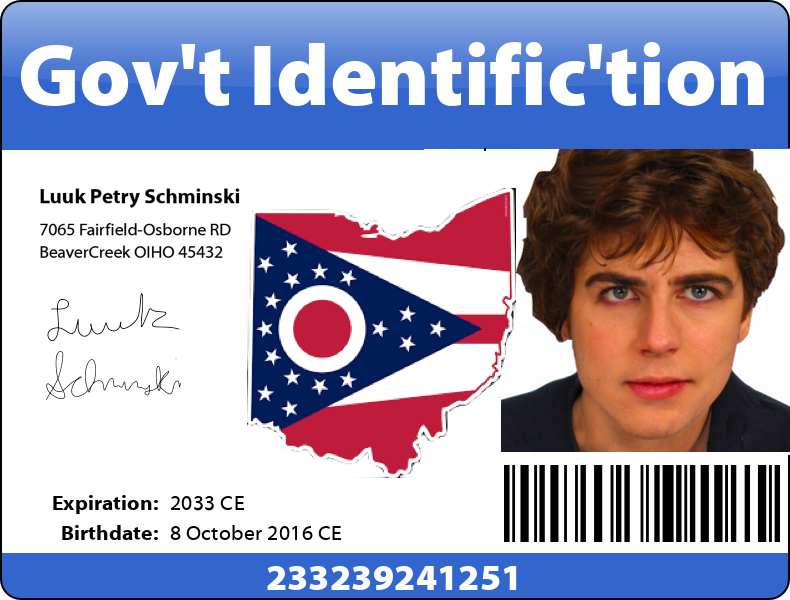 Gov't Identific'tion
Luuk Petry Schminski
7065 Fairfield-Osborne RD
BeaverCreek OIHO 45432
Luuk
Schminski
Expiration: 2033 CE
Birthdate: 8 October 2016 CE
233239241251